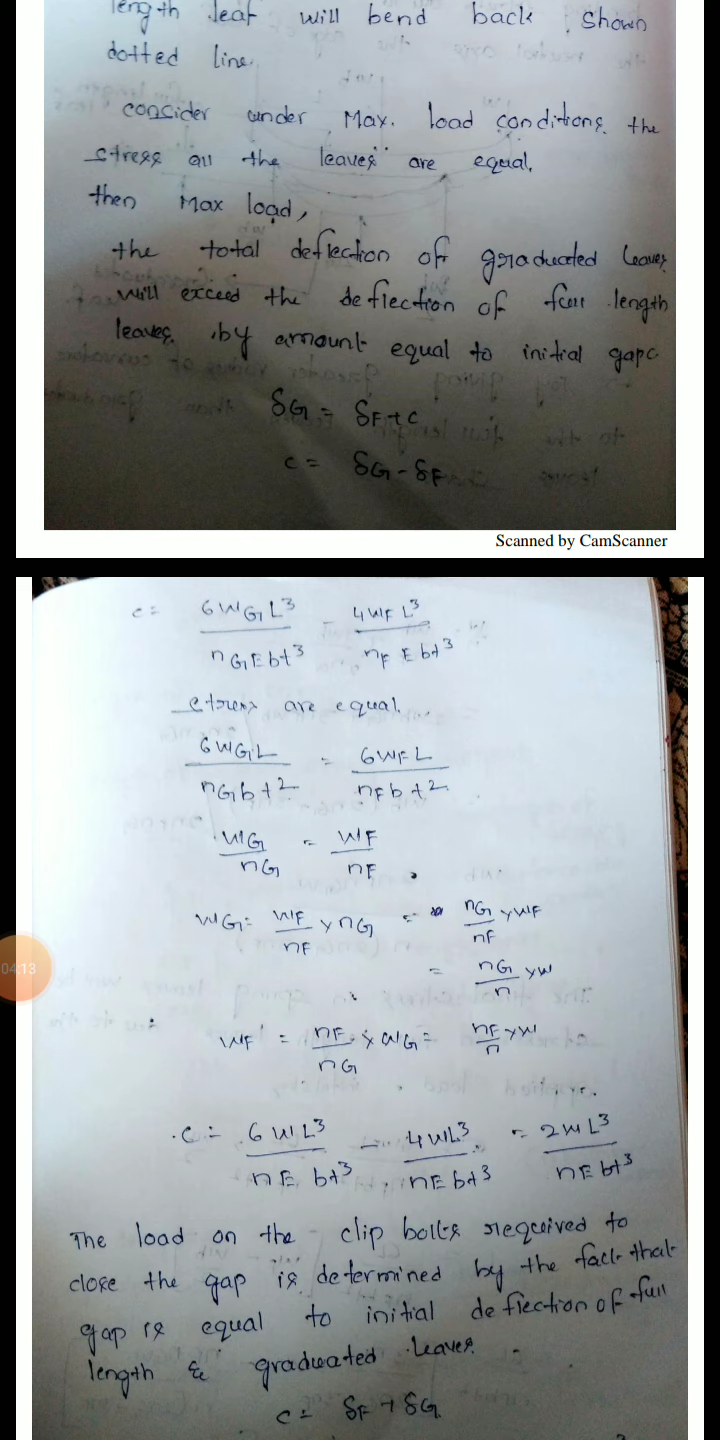 length leaf will bend back shown
dotted line.
consider under Max. load conditions the
stress all the leaves are equal.
then Max load,
the total deflection of graduated leaves
will exceed the deflection of full length
leaves. by amount equal to initial gap c
δG = δF + c
c = δG - δF
Scanned by CamScanner
c = 6WGL³/nGEbt³ 4WFL³/nFEbt³
stress are equal.
6WGL/nGbt² = 6WFL/nFbt²
WG/nG = WF/nF
WG = WF/nF × nG = nG/nF × WF
= nG/n × W
04:13
WF = nF/nG × WG = nF/n × W
c = 6WL³/nEbt³ - 4WL³/nEbt³ = 2WL³/nEbt³
The load on the clip bolts required to
close the gap is determined by the fact that
gap is equal to initial deflection of full
length & graduated leaves.
c = δF + δG